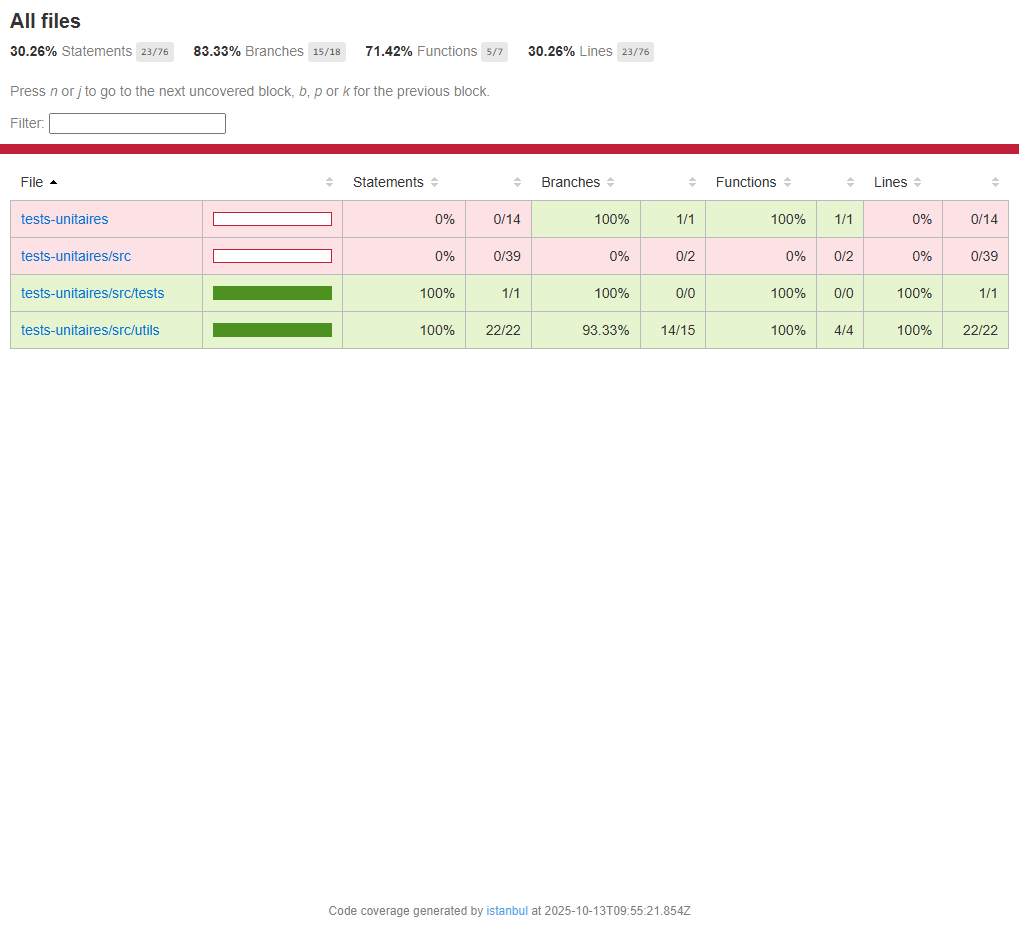 All files
30.26% Statements 23/76 83.33% Branches 15/18 71.42% Functions 5/7 30.26% Lines 23/76
Press n or j to go to the next uncovered block, b, p or k for the previous block.
Filter:
File Statements Branches Functions Lines
tests-unitaires 0% 0/14 100% 1/1 100% 1/1 0% 0/14
tests-unitaires/src 0% 0/39 0% 0/2 0% 0/2 0% 0/39
tests-unitaires/src/tests 100% 1/1 100% 0/0 100% 0/0 100% 1/1
tests-unitaires/src/utils 100% 22/22 93.33% 14/15 100% 4/4 100% 22/22
Code coverage generated by istanbul at 2025-10-13T09:55:21.854Z